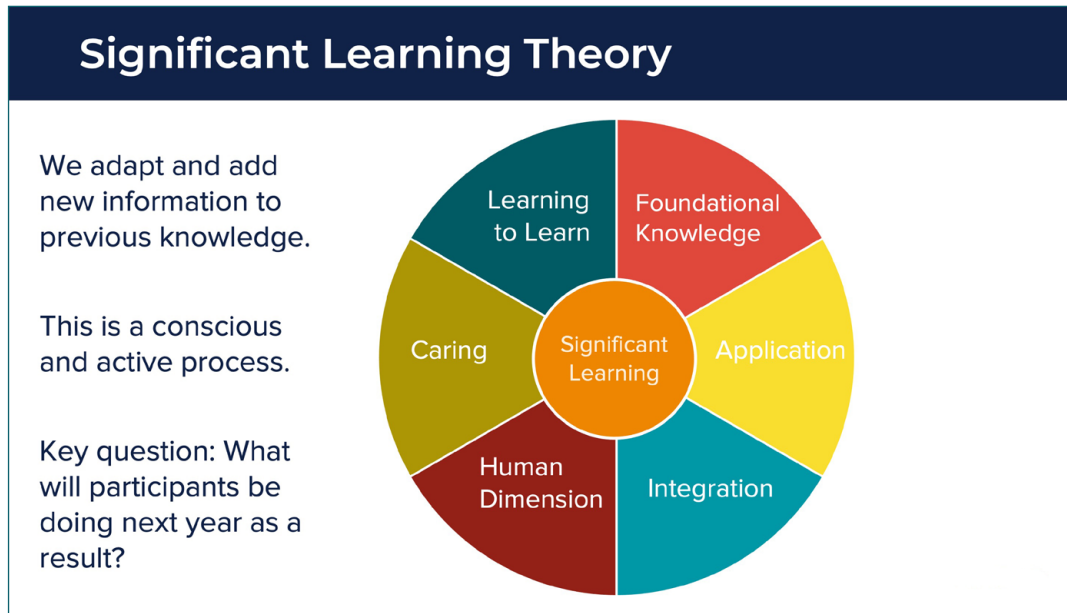 Significant Learning Theory
We adapt and add
new information to
previous knowledge.
This is a conscious
and active process.
Key question: What
will participants be
doing next year as a
result?
Learning
to Learn
Foundational
Knowledge
Caring
Significant
Learning
Application
Human
Dimension
Integration